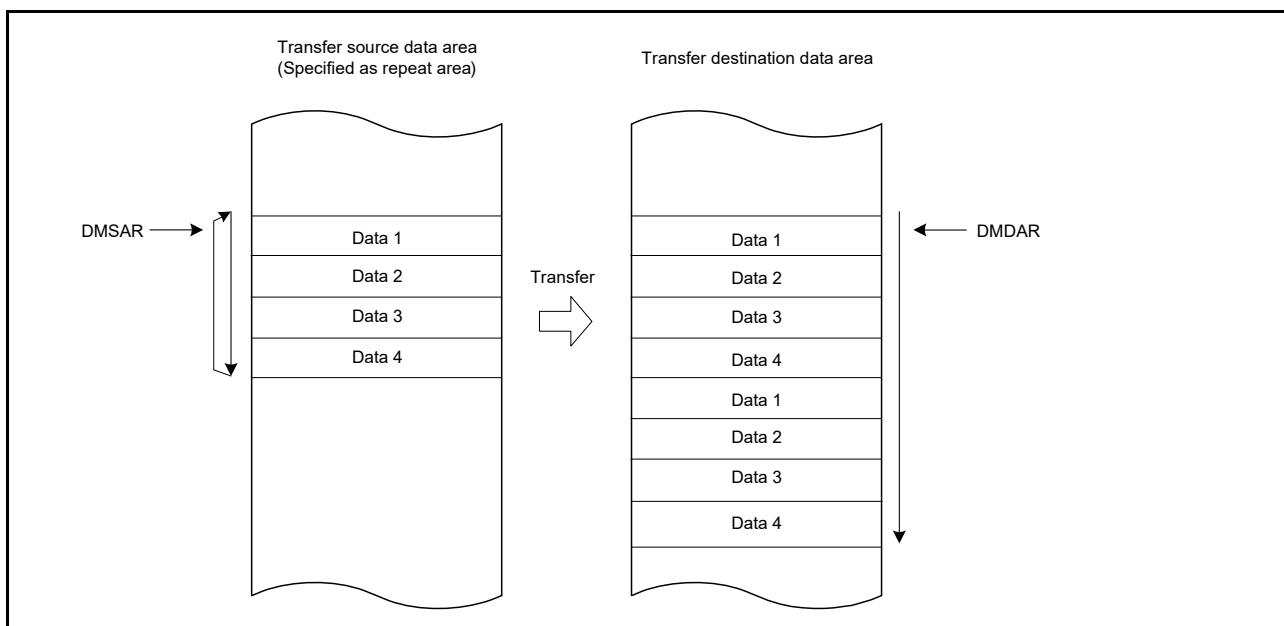 Transfer source data area
(Specified as repeat area)
Transfer destination data area
DMSAR
Data 1
Data 2
Data 3
Data 4
Transfer
Data 1
Data 2
Data 3
Data 4
Data 1
Data 2
Data 3
Data 4
DMDAR